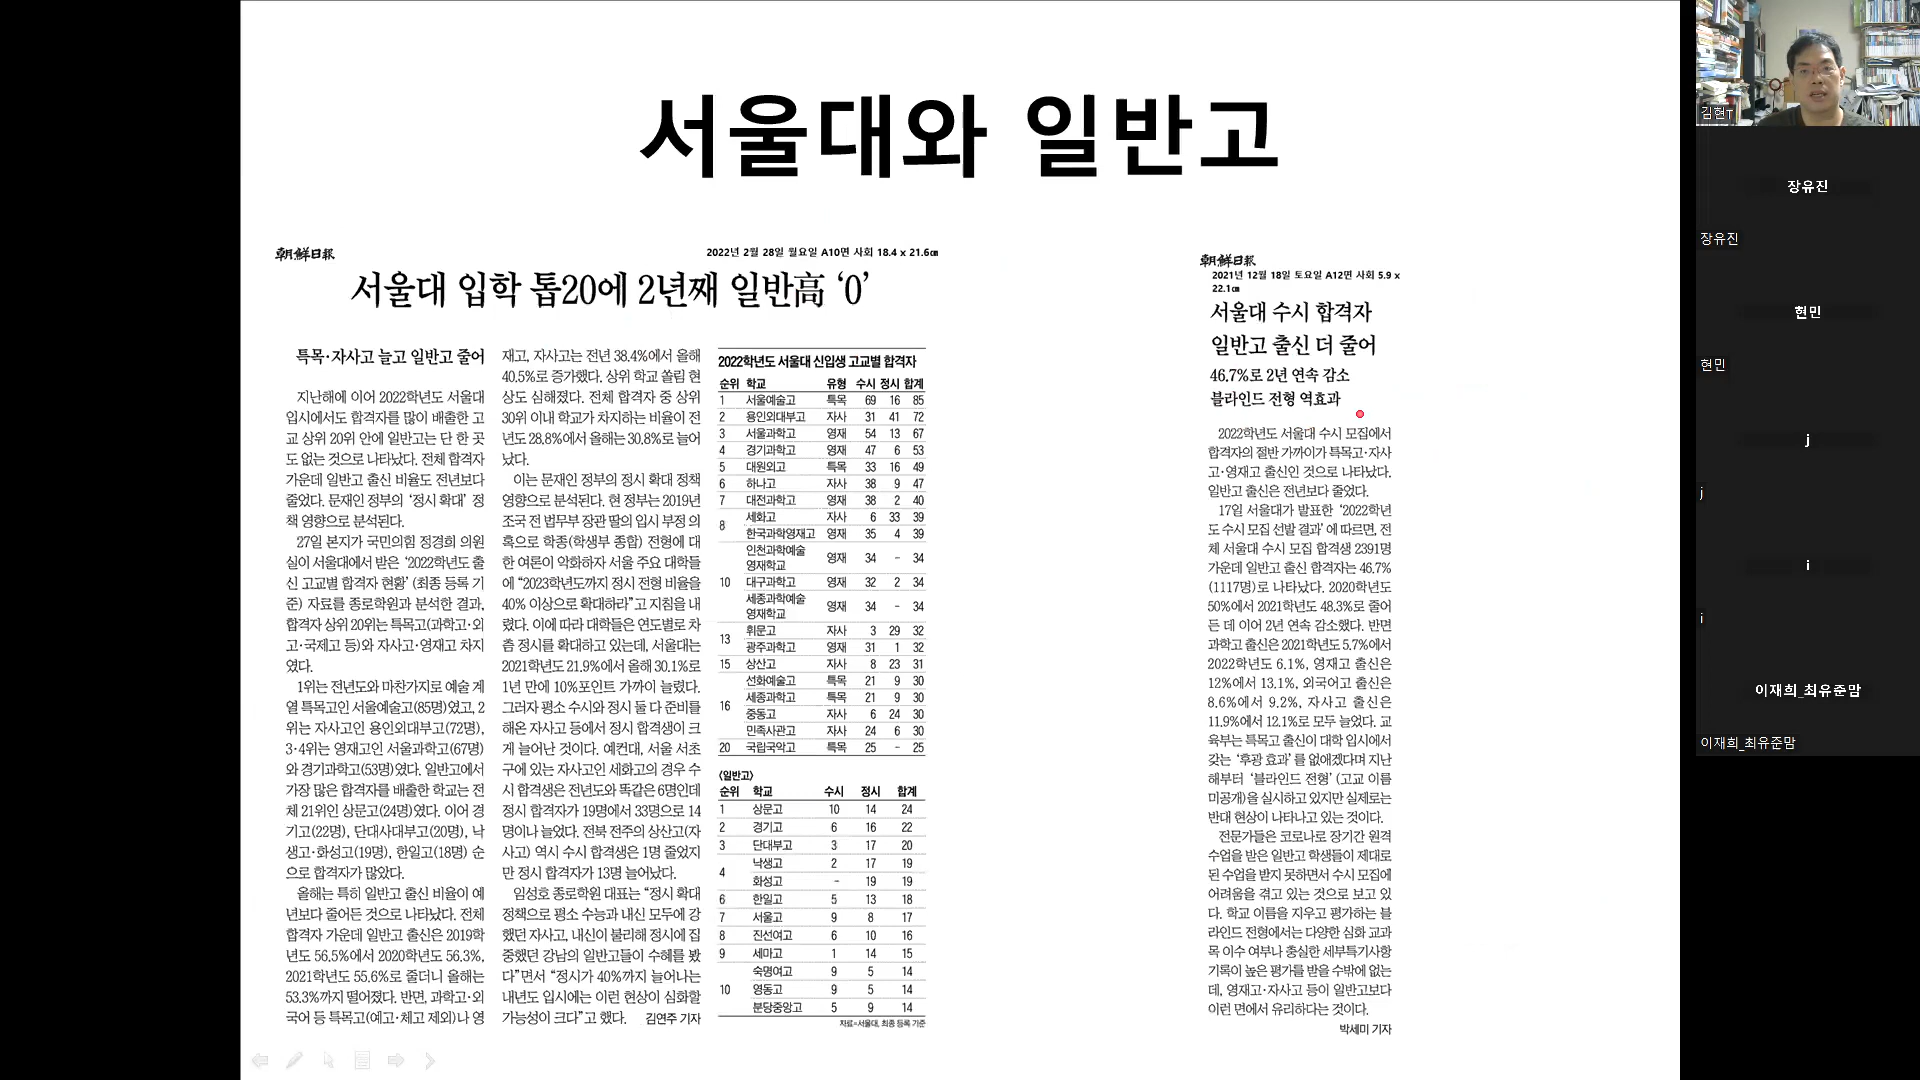 서울대와 일반고
朝鮮日報
2022년 2월 28일 월요일 A10면 사회 18.4 x 21.6㎝
서울대 입학 톱20에 2년째 일반高 ‘0’
특목·자사고 늘고 일반고 줄어
지난해에 이어 2022학년도 서울대
입시에서도 합격자를 많이 배출한 고
교 상위 20위 안에 일반고는 단 한 곳
도 없는 것으로 나타났다. 전체 합격자
가운데 일반고 출신 비율도 전년보다
줄었다. 문재인 정부의 ‘정시 확대’ 정
책 영향으로 분석된다.
27일 본지가 국민의힘 정경희 의원
실이 서울대에서 받은 ‘2022학년도 출
신 고교별 합격자 현황’ (최종 등록 기
준) 자료를 종로학원과 분석한 결과,
합격자 상위 20위는 특목고(과학고·외
고·국제고 등)와 자사고·영재고 차지
였다.
1위는 전년도와 마찬가지로 예술 계
열 특목고인 서울예술고(85명)였고, 2
위는 자사고인 용인외대부고(72명),
3·4위는 영재고인 서울과학고(67명)
와 경기과학고(53명)였다. 일반고에서
가장 많은 합격자를 배출한 학교는 전
체 21위인 상문고(24명)였다. 이어 경
기고(22명), 단대사대부고(20명), 낙
생고·화성고(19명), 한일고(18명) 순
으로 합격자가 많았다.
올해는 특히 일반고 출신 비율이 예
년보다 줄어든 것으로 나타났다. 전체
합격자 가운데 일반고 출신은 2019학
년도 56.5%에서 2020학년도 56.3%,
2021학년도 55.6%로 줄더니 올해는
53.3%까지 떨어졌다. 반면, 과학고·외
국어 등 특목고(예고·체고 제외)나 영
재고, 자사고는 전년 38.4%에서 올해
40.5%로 증가했다. 상위 학교 쏠림 현
상도 심해졌다. 전체 합격자 중 상위
30위 이내 학교가 차지하는 비율이 전
년도 28.8%에서 올해는 30.8%로 늘어
났다.
이는 문재인 정부의 정시 확대 정책
영향으로 분석된다. 현 정부는 2019년
조국 전 법무부 장관 딸의 입시 부정 의
혹으로 학종(학생부 종합) 전형에 대
한 여론이 악화하자 서울 주요 대학들
에 “2023학년도까지 정시 전형 비율을
40% 이상으로 확대하라”고 지침을 내
렸다. 이에 따라 대학들은 연도별로 차
츰 정시를 확대하고 있는데, 서울대는
2021학년도 21.9%에서 올해 30.1%로
1년 만에 10%포인트 가까이 늘렸다.
그러자 평소 수시와 정시 둘 다 준비를
해온 자사고 등에서 정시 합격생이 크
게 늘어난 것이다. 예컨대, 서울 서초
구에 있는 자사고인 세화고의 경우 수
시 합격생은 전년도와 똑같은 6명인데
정시 합격자가 19명에서 33명으로 14
명이나 늘었다. 전북 전주의 상산고(자
사고) 역시 수시 합격생은 1명 줄었지
만 정시 합격자가 13명 늘어났다.
임성호 종로학원 대표는 “정시 확대
정책으로 평소 수능과 내신 모두에 강
했던 자사고, 내신이 불리해 정시에 집
중했던 강남의 일반고들이 수혜를 봤
다”면서 “정시가 40%까지 늘어나는
내년도 입시에는 이런 현상이 심화할
가능성이 크다”고 했다. 김연주 기자
2022학년도 서울대 신입생 고교별 합격자
순위 학교 유형 수시 정시 합계
1 서울예술고 특목 69 16 85
2 용인외대부고 자사 31 41 72
3 서울과학고 영재 54 13 67
4 경기과학고 영재 47 6 53
5 대원외고 특목 33 16 49
6 하나고 자사 38 9 47
7 대전과학고 영재 38 2 40
8 세화고 자사 6 33 39
한국과학영재고 영재 35 4 39
10 인천과학예술
영재학교 영재 34 - 34
대구과학고 영재 32 2 34
세종과학예술
영재학교 영재 34 - 34
13 휘문고 자사 3 29 32
광주과학고 영재 31 1 32
15 상산고 자사 8 23 31
16 선화예술고 특목 21 9 30
세종과학고 특목 21 9 30
중동고 자사 6 24 30
민족사관고 자사 24 6 30
20 국립국악고 특목 25 - 25
〈일반고〉
순위 학교 수시 정시 합계
1 상문고 10 14 24
2 경기고 6 16 22
3 단대부고 3 17 20
4 낙생고 2 17 19
화성고 - 19 19
6 한일고 5 13 18
7 서울고 9 8 17
8 진선여고 6 10 16
9 세마고 1 14 15
10 숙명여고 9 5 14
영동고 9 5 14
분당중앙고 5 9 14
자료=서울대, 최종 등록 기준
朝鮮日報
2021년 12월 18일 토요일 A12면 사회 5.9 x
22.1㎝
서울대 수시 합격자
일반고 출신 더 줄어
46.7%로 2년 연속 감소
블라인드 전형 역효과
2022학년도 서울대 수시 모집에서
합격자의 절반 가까이가 특목고·자사
고·영재고 출신인 것으로 나타났다.
일반고 출신은 전년보다 줄었다.
17일 서울대가 발표한 ‘2022학년
도 수시 모집 선발 결과’에 따르면, 전
체 서울대 수시 모집 합격생 2391명
가운데 일반고 출신 합격자는 46.7%
(1117명)로 나타났다. 2020학년도
50%에서 2021학년도 48.3%로 줄어
든 데 이어 2년 연속 감소했다. 반면
과학고 출신은 2021학년도 5.7%에서
2022학년도 6.1%, 영재고 출신은
12%에서 13.1%, 외국어고 출신은
8.6%에서 9.2%, 자사고 출신은
11.9%에서 12.1%로 모두 늘었다. 교
육부는 특목고 출신이 대학 입시에서
갖는 ‘후광 효과’를 없애겠다며 지난
해부터 ‘블라인드 전형’ (고교 이름
미공개)을 실시하고 있지만 실제로는
반대 현상이 나타나고 있는 것이다.
전문가들은 코로나로 장기간 원격
수업을 받은 일반고 학생들이 제대로
된 수업을 받지 못하면서 수시 모집에
어려움을 겪고 있는 것으로 보고 있
다. 학교 이름을 지우고 평가하는 블
라인드 전형에서는 다양한 심화 교과
목 이수 여부나 충실한 세부특기사항
기록이 높은 평가를 받을 수밖에 없는
데, 영재고·자사고 등이 일반고보다
이런 면에서 유리하다는 것이다.
박세미 기자
김현T
장유진
장유진
현민
현민
j
j
i
i
이재희_최유준맘
이재희_최유준맘